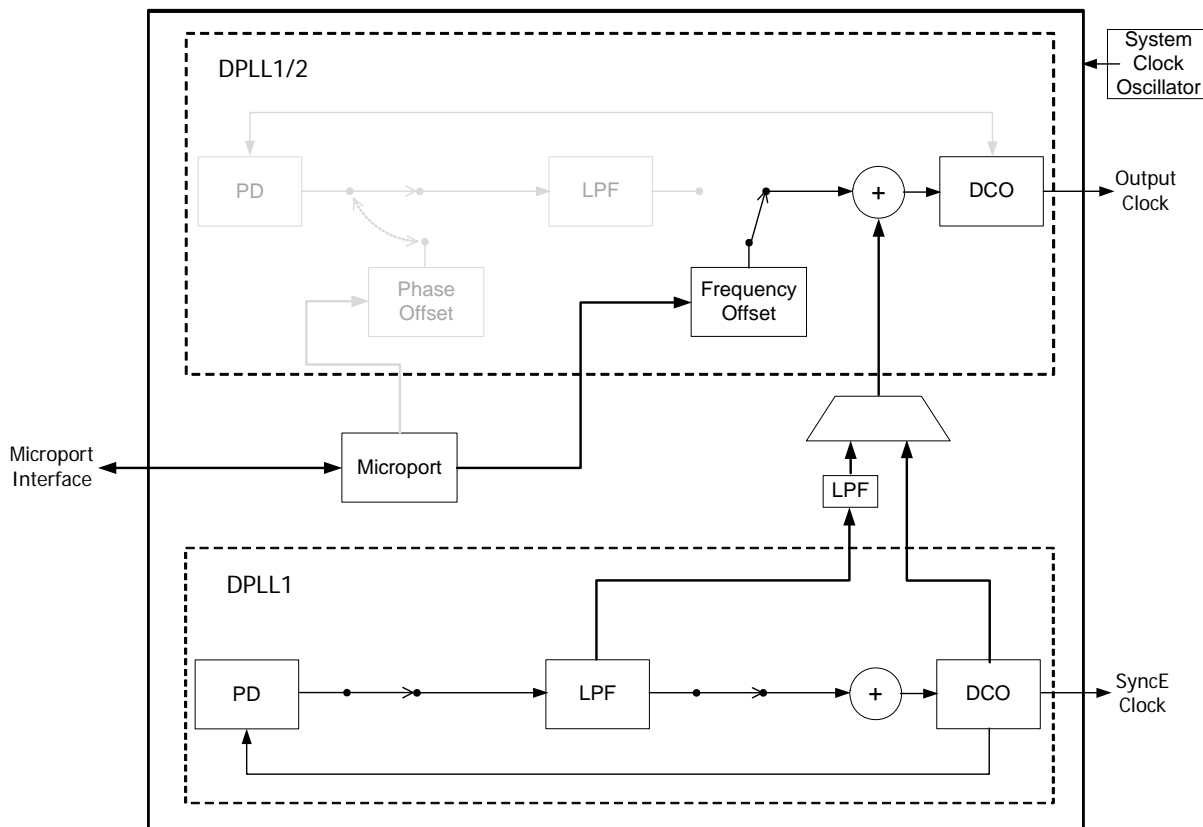 System
Clock
Oscillator
DPLL1/2
PD
LPF
+
DCO
Output
Clock
Phase
Offset
Frequency
Offset
Microport
Interface
Microport
LPF
DPLL1
PD
LPF
+
DCO
SyncE
Clock